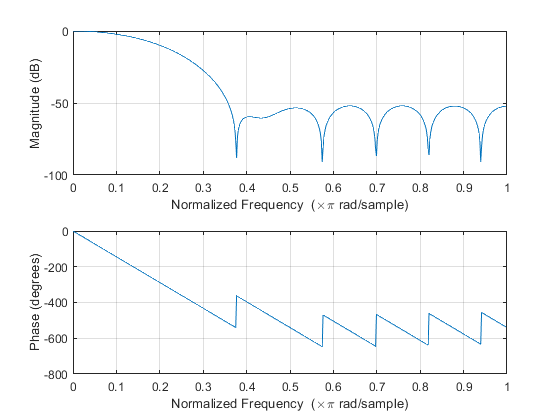 0
-50
-100
Magnitude (dB)
0 0.1 0.2 0.3 0.4 0.5 0.6 0.7 0.8 0.9 1
Normalized Frequency (×π rad/sample)
0
-200
-400
-600
-800
Phase (degrees)
0 0.1 0.2 0.3 0.4 0.5 0.6 0.7 0.8 0.9 1
Normalized Frequency (×π rad/sample)